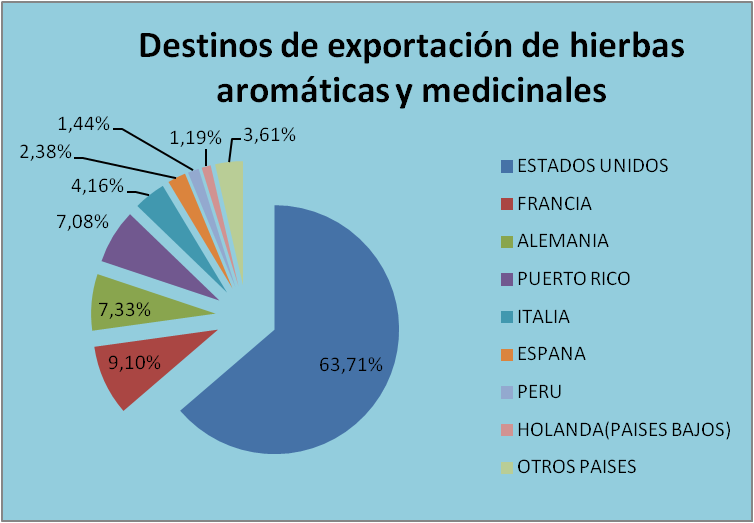 Destinos de exportación de hierbas
aromáticas y medicinales
1,44%
1,19%
3,61%
2,38%
4,16%
7,08%
7,33%
9,10%
63,71%
ESTADOS UNIDOS
FRANCIA
ALEMANIA
PUERTO RICO
ITALIA
ESPANA
PERU
HOLANDA(PAISES BAJOS)
OTROS PAISES